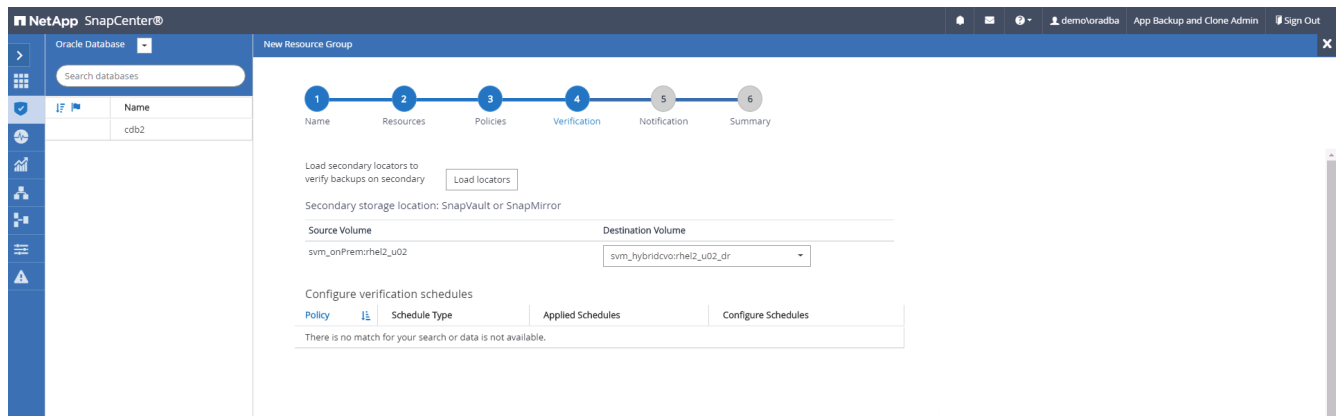 NetApp SnapCenter®
demo\oradba App Backup and Clone Admin Sign Out
Oracle Database
New Resource Group
Search databases
Name
cdb2
1 2 3 4 5 6
Name Resources Policies Verification Notification Summary
Load secondary locators to
verify backups on secondary
Load locators
Secondary storage location: SnapVault or SnapMirror
Source Volume Destination Volume
svm_onPrem:rhel2_u02 svm_hybridcvo:rhel2_u02_dr
Configure verification schedules
Policy Schedule Type Applied Schedules Configure Schedules
There is no match for your search or data is not available.